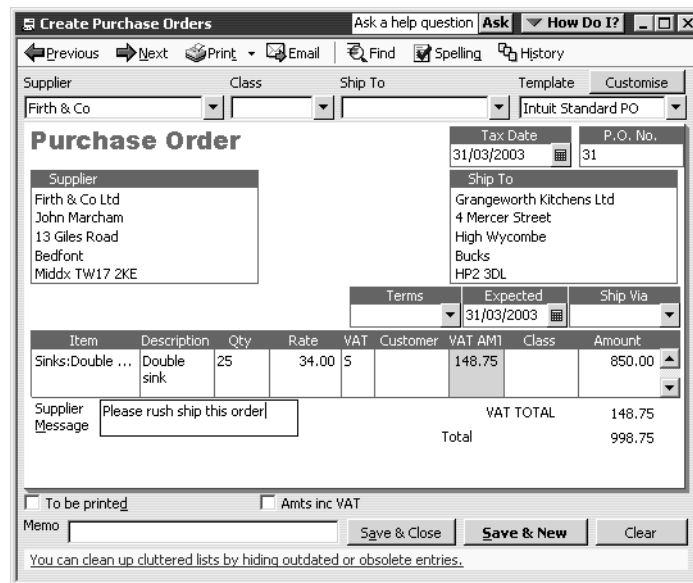 Create Purchase Orders Ask a help question Ask How Do I?
Previous Next Print Email Find Spelling History
Supplier Class Ship To Template Customise
Firth & Co Intuit Standard PO
Purchase Order
Tax Date P.O. No.
31/03/2003 31
Supplier
Firth & Co Ltd
John Marcham
13 Giles Road
Bedfont
Middx TW17 2KE
Ship To
Grangeworth Kitchens Ltd
4 Mercer Street
High Wycombe
Bucks
HP2 3DL
Terms Expected Ship Via
31/03/2003
Item Description Qty Rate VAT Customer VAT AMT Class Amount
Sinks:Double ... Double 25 34.00 S 148.75 850.00
sink
Supplier Please rush ship this order VAT TOTAL 148.75
Message Total 998.75
To be printed Amts inc VAT
Memo Save & Close Save & New Clear
You can clean up cluttered lists by hiding outdated or obsolete entries.